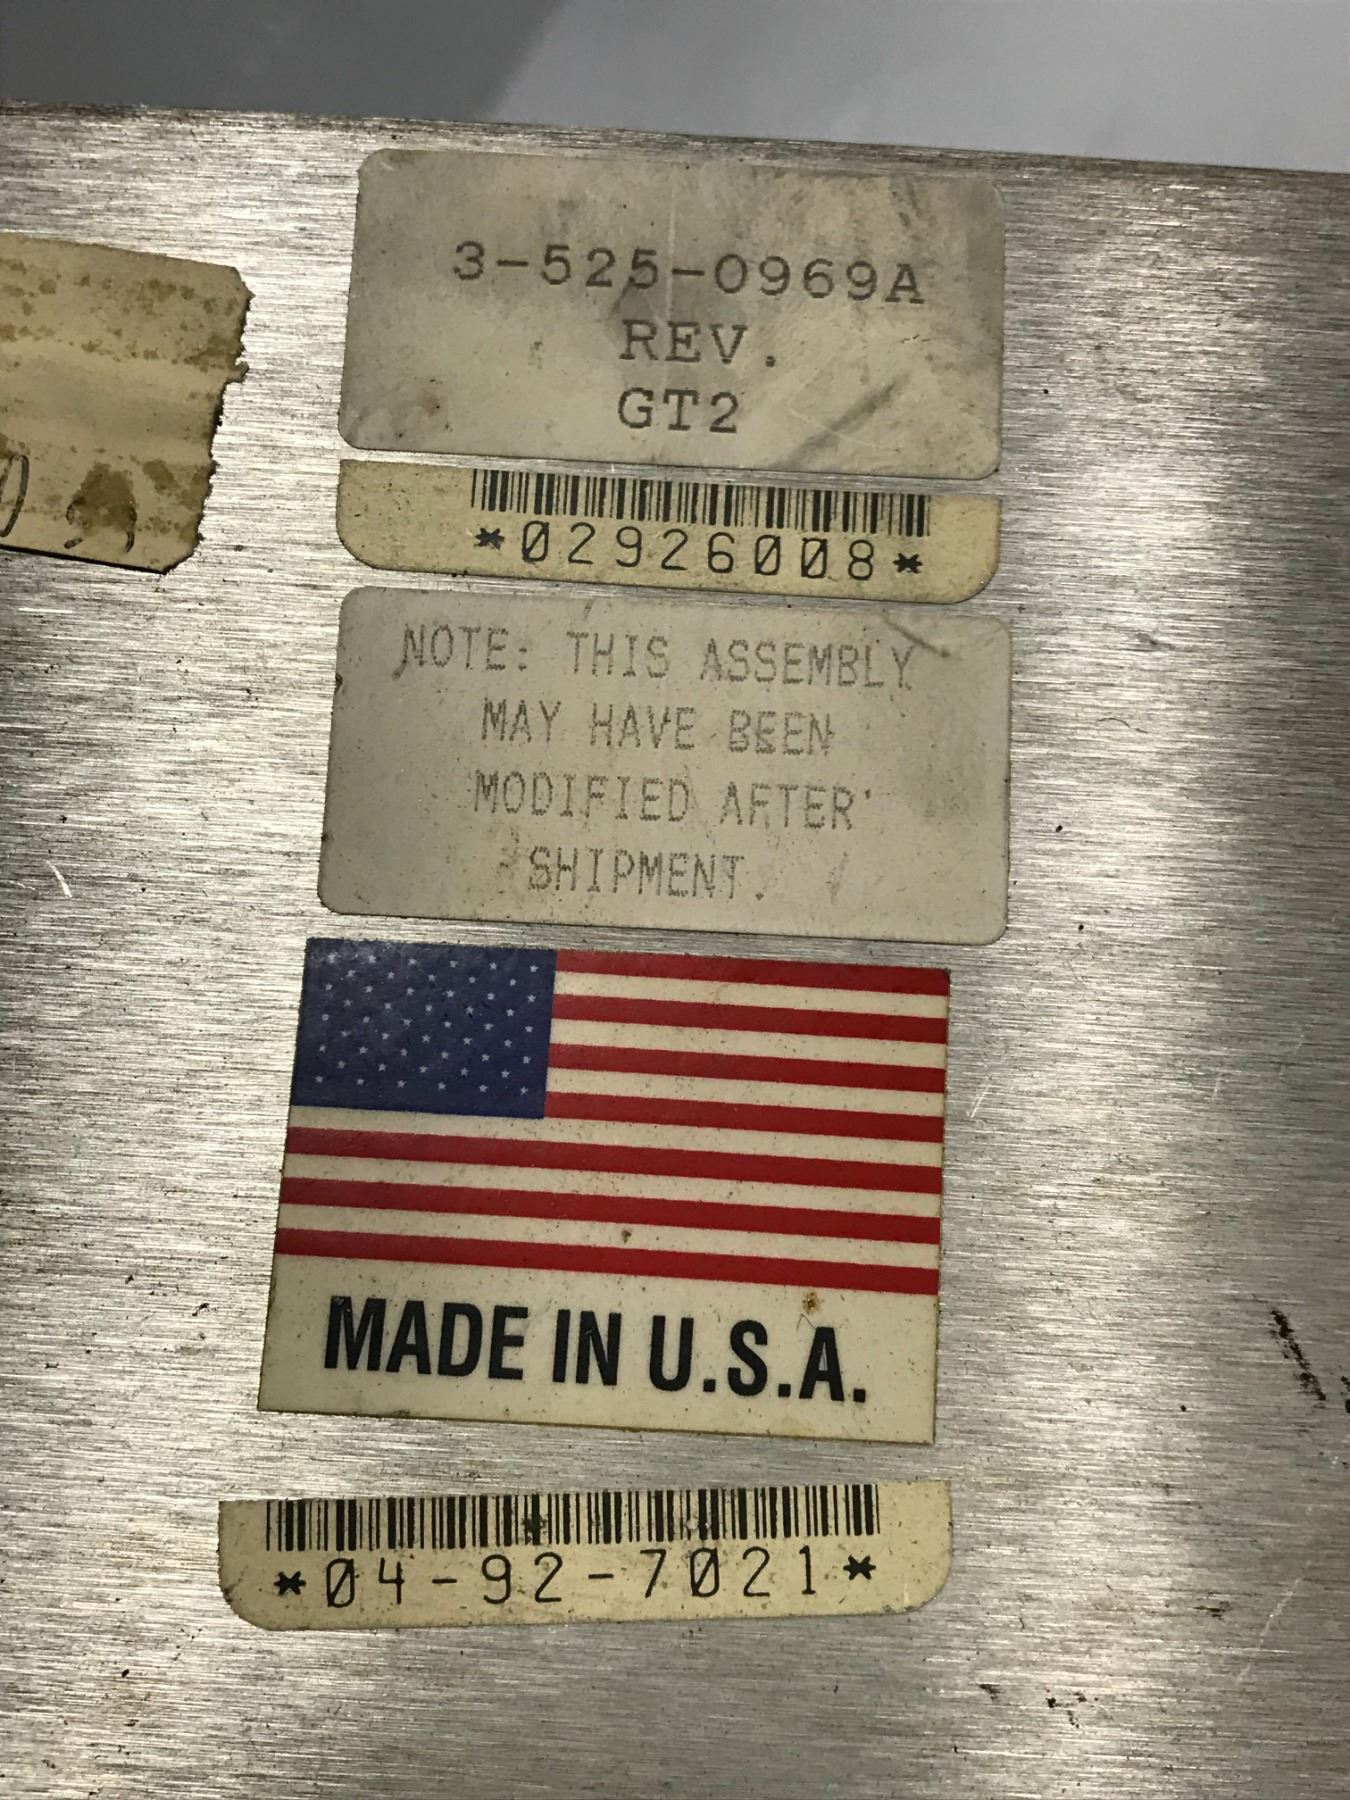 3-525-0969A
REV.
GT2
*02926008*
NOTE: THIS ASSEMBLY
MAY HAVE BEEN
MODIFIED AFTER
SHIPMENT.
MADE IN U.S.A.
*04-92-7021*